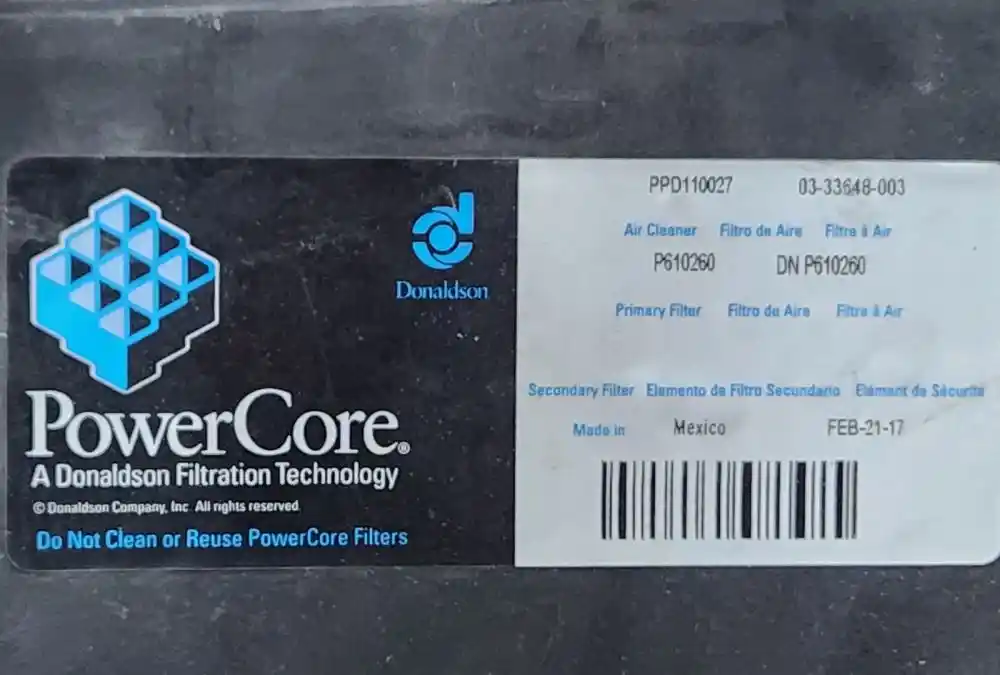 Donaldson
PowerCore®
A Donaldson Filtration Technology
© Donaldson Company, Inc. All rights reserved.
Do Not Clean or Reuse PowerCore Filters
PPD110027 03-33648-003
Air Cleaner Filtro de Aire Filtre à Air
P610260 DN P610260
Primary Filter Filtro de Aire Filtre à Air
Secondary Filter Elemento de Filtro Secundario Elément de Sécurité
Made in Mexico FEB-21-17